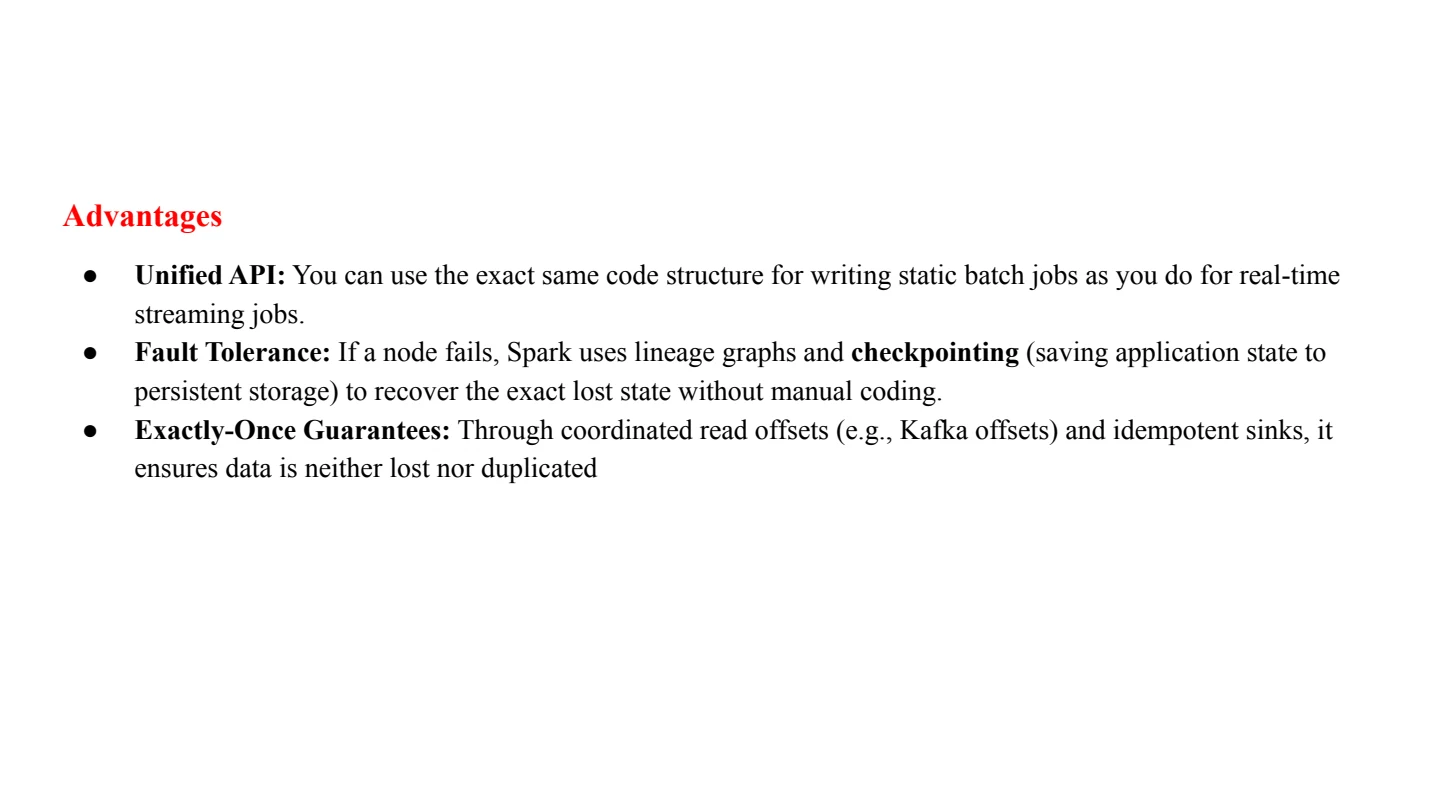 Advantages
● Unified API: You can use the exact same code structure for writing static batch jobs as you do for real-time
streaming jobs.
● Fault Tolerance: If a node fails, Spark uses lineage graphs and checkpointing (saving application state to
persistent storage) to recover the exact lost state without manual coding.
● Exactly-Once Guarantees: Through coordinated read offsets (e.g., Kafka offsets) and idempotent sinks, it
ensures data is neither lost nor duplicated